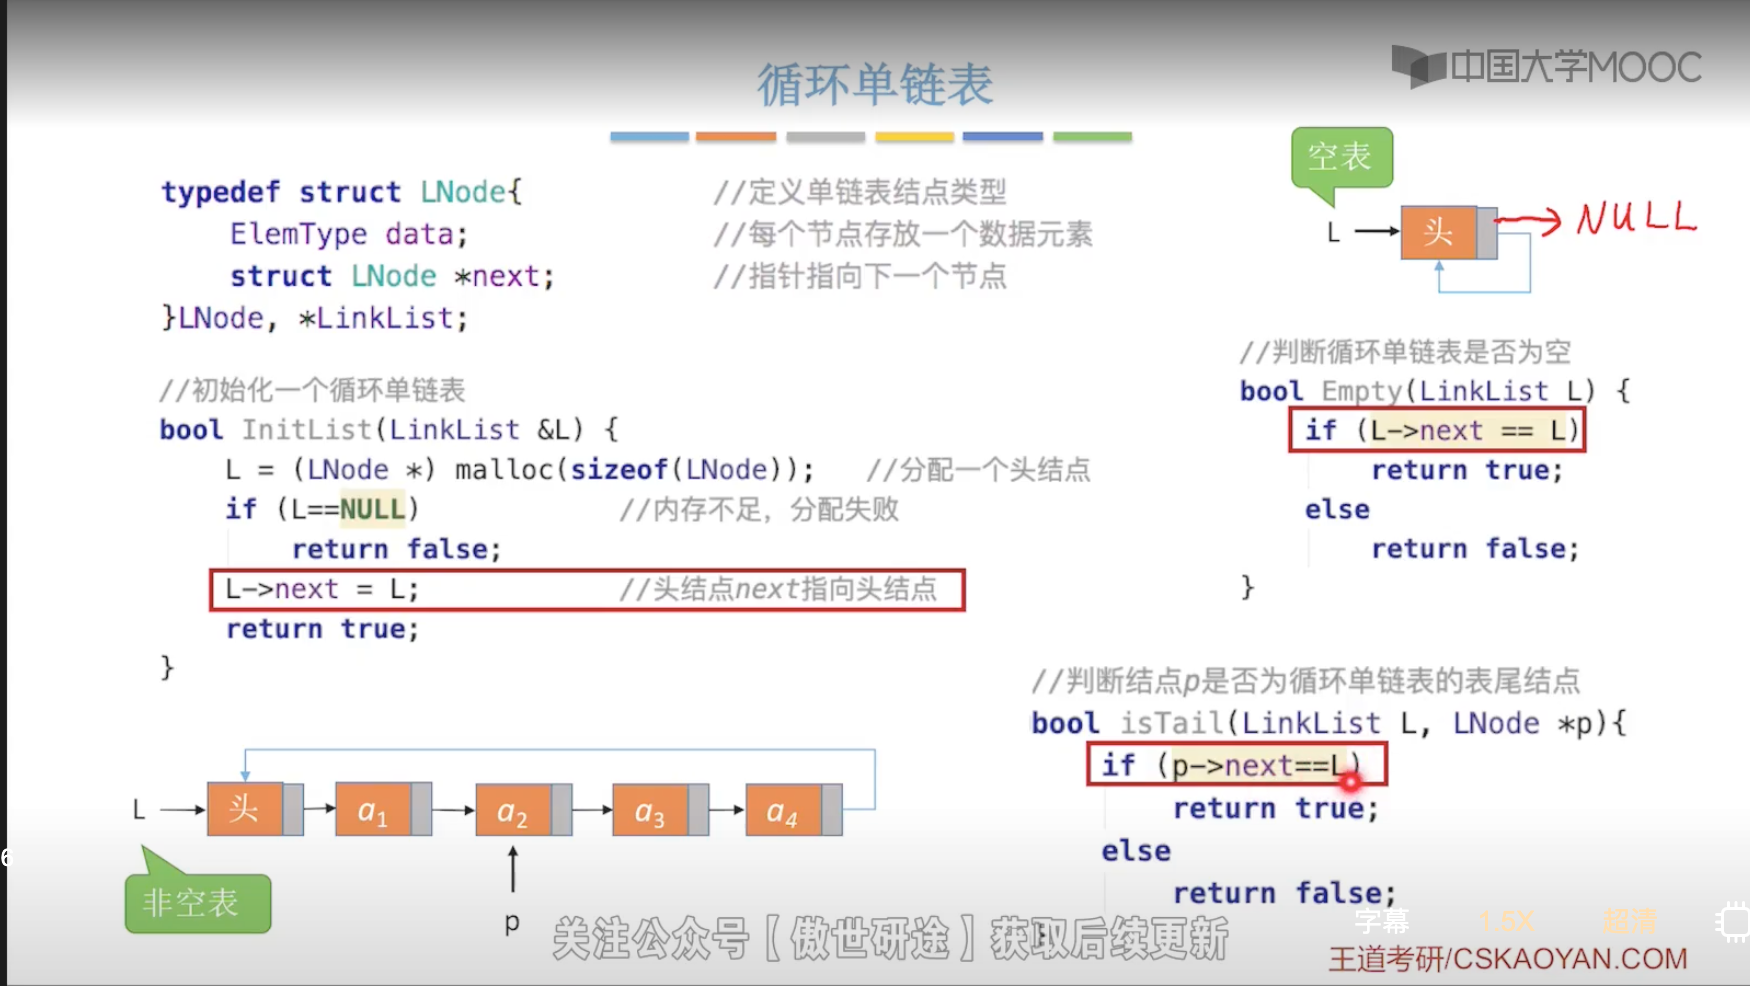 中国大学MOOC
循环单链表
typedef struct LNode{ //定义单链表结点类型
ElemType data; //每个节点存放一个数据元素
struct LNode *next; //指针指向下一个节点
}LNode, *LinkList;
//初始化一个循环单链表
bool InitList(LinkList &L) {
L = (LNode *) malloc(sizeof(LNode)); //分配一个头结点
if (L==NULL) //内存不足，分配失败
return false;
L->next = L; //头结点next指向头结点
return true;
}
空表
L 头 NULL
//判断循环单链表是否为空
bool Empty(LinkList L) {
if (L->next == L)
return true;
else
return false;
}
//判断结点p是否为循环单链表的表尾结点
bool isTail(LinkList L, LNode *p){
if (p->next==L)
return true;
else
return false;
L 头 a1 a2 a3 a4
非空表
p
6
关注公众号【傲世研途】获取后续更新
字幕 1.5X 超清
王道考研/CSKAOYAN.COM